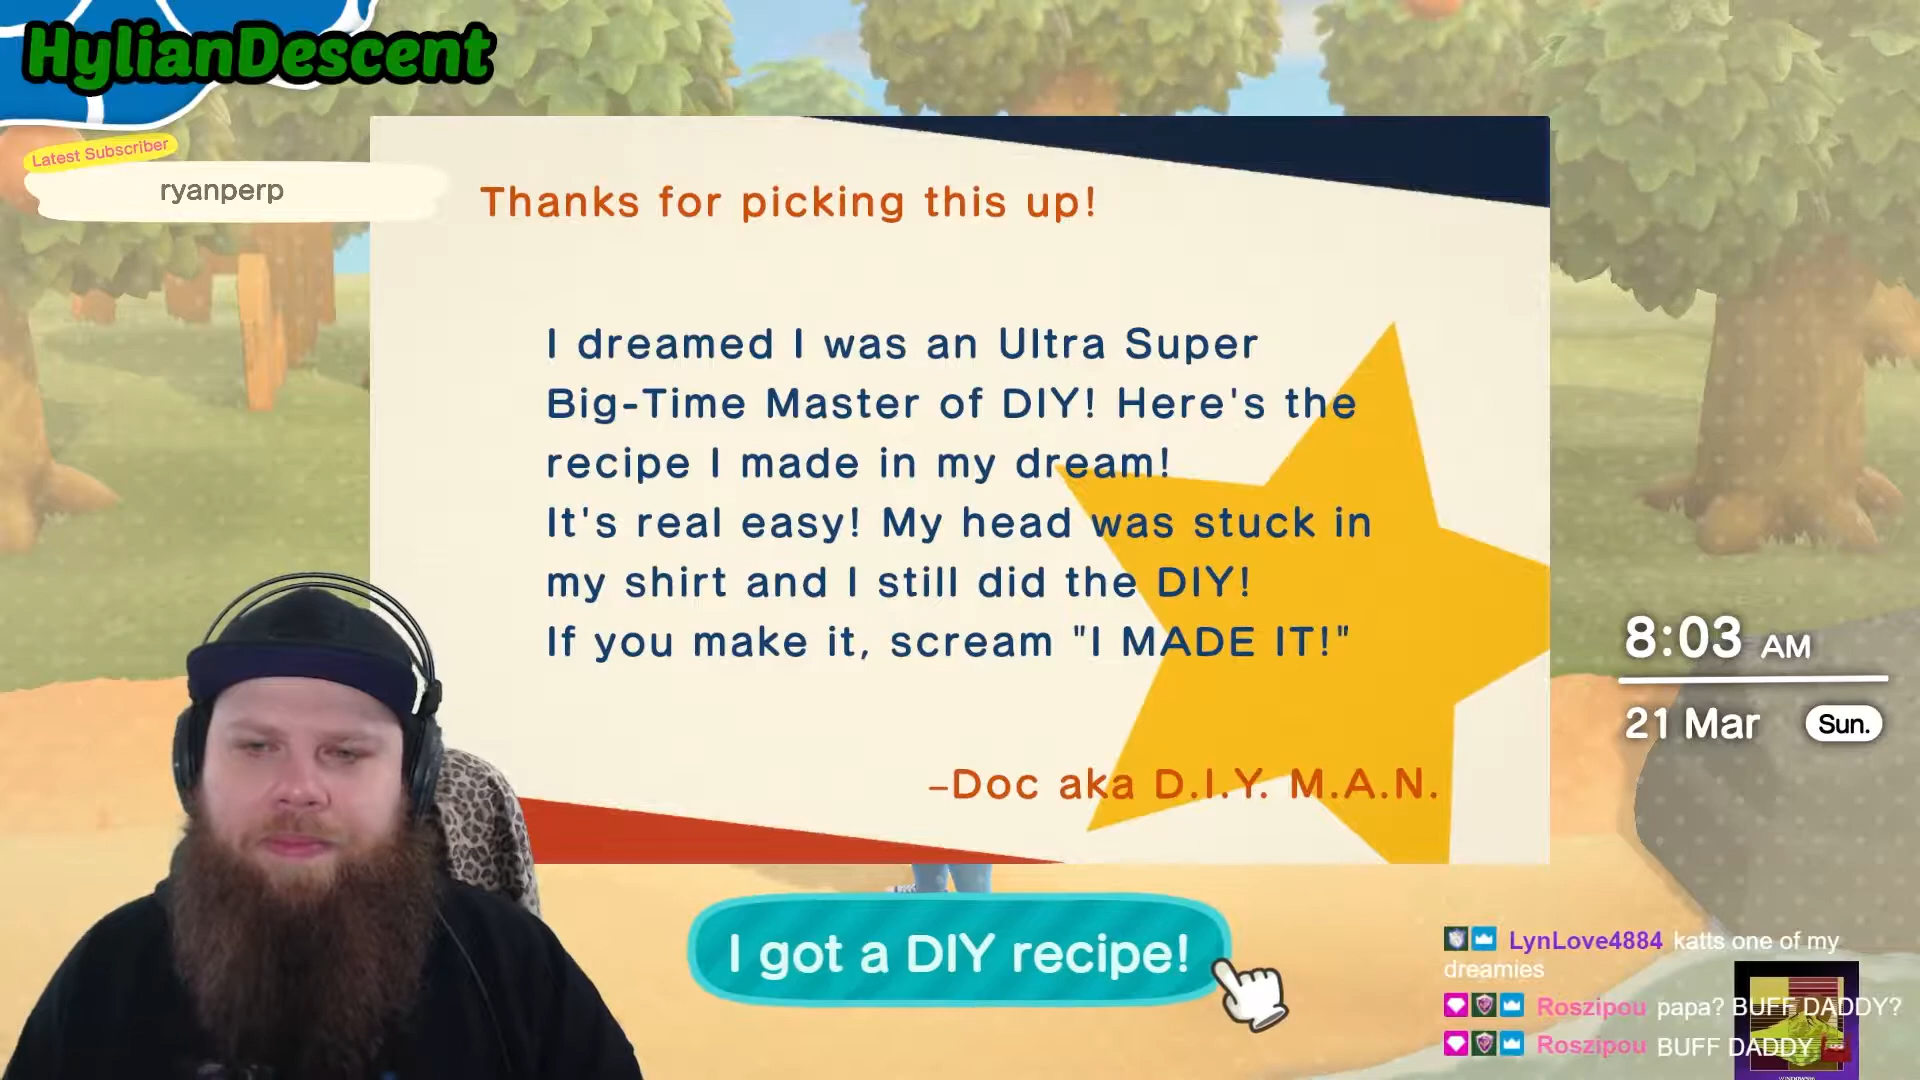 HylianDescent
Latest Subscriber
ryanperp
Thanks for picking this up!
I dreamed I was an Ultra Super
Big-Time Master of DIY! Here's the
recipe I made in my dream!
It's real easy! My head was stuck in
my shirt and I still did the DIY!
If you make it, scream "I MADE IT!"
–Doc aka D.I.Y. M.A.N.
I got a DIY recipe!
8:03 AM
21 Mar Sun.
LynLove4884 katts one of my
dreamies
Roszipou papa? BUFF DADDY?
Roszipou BUFF DADDY